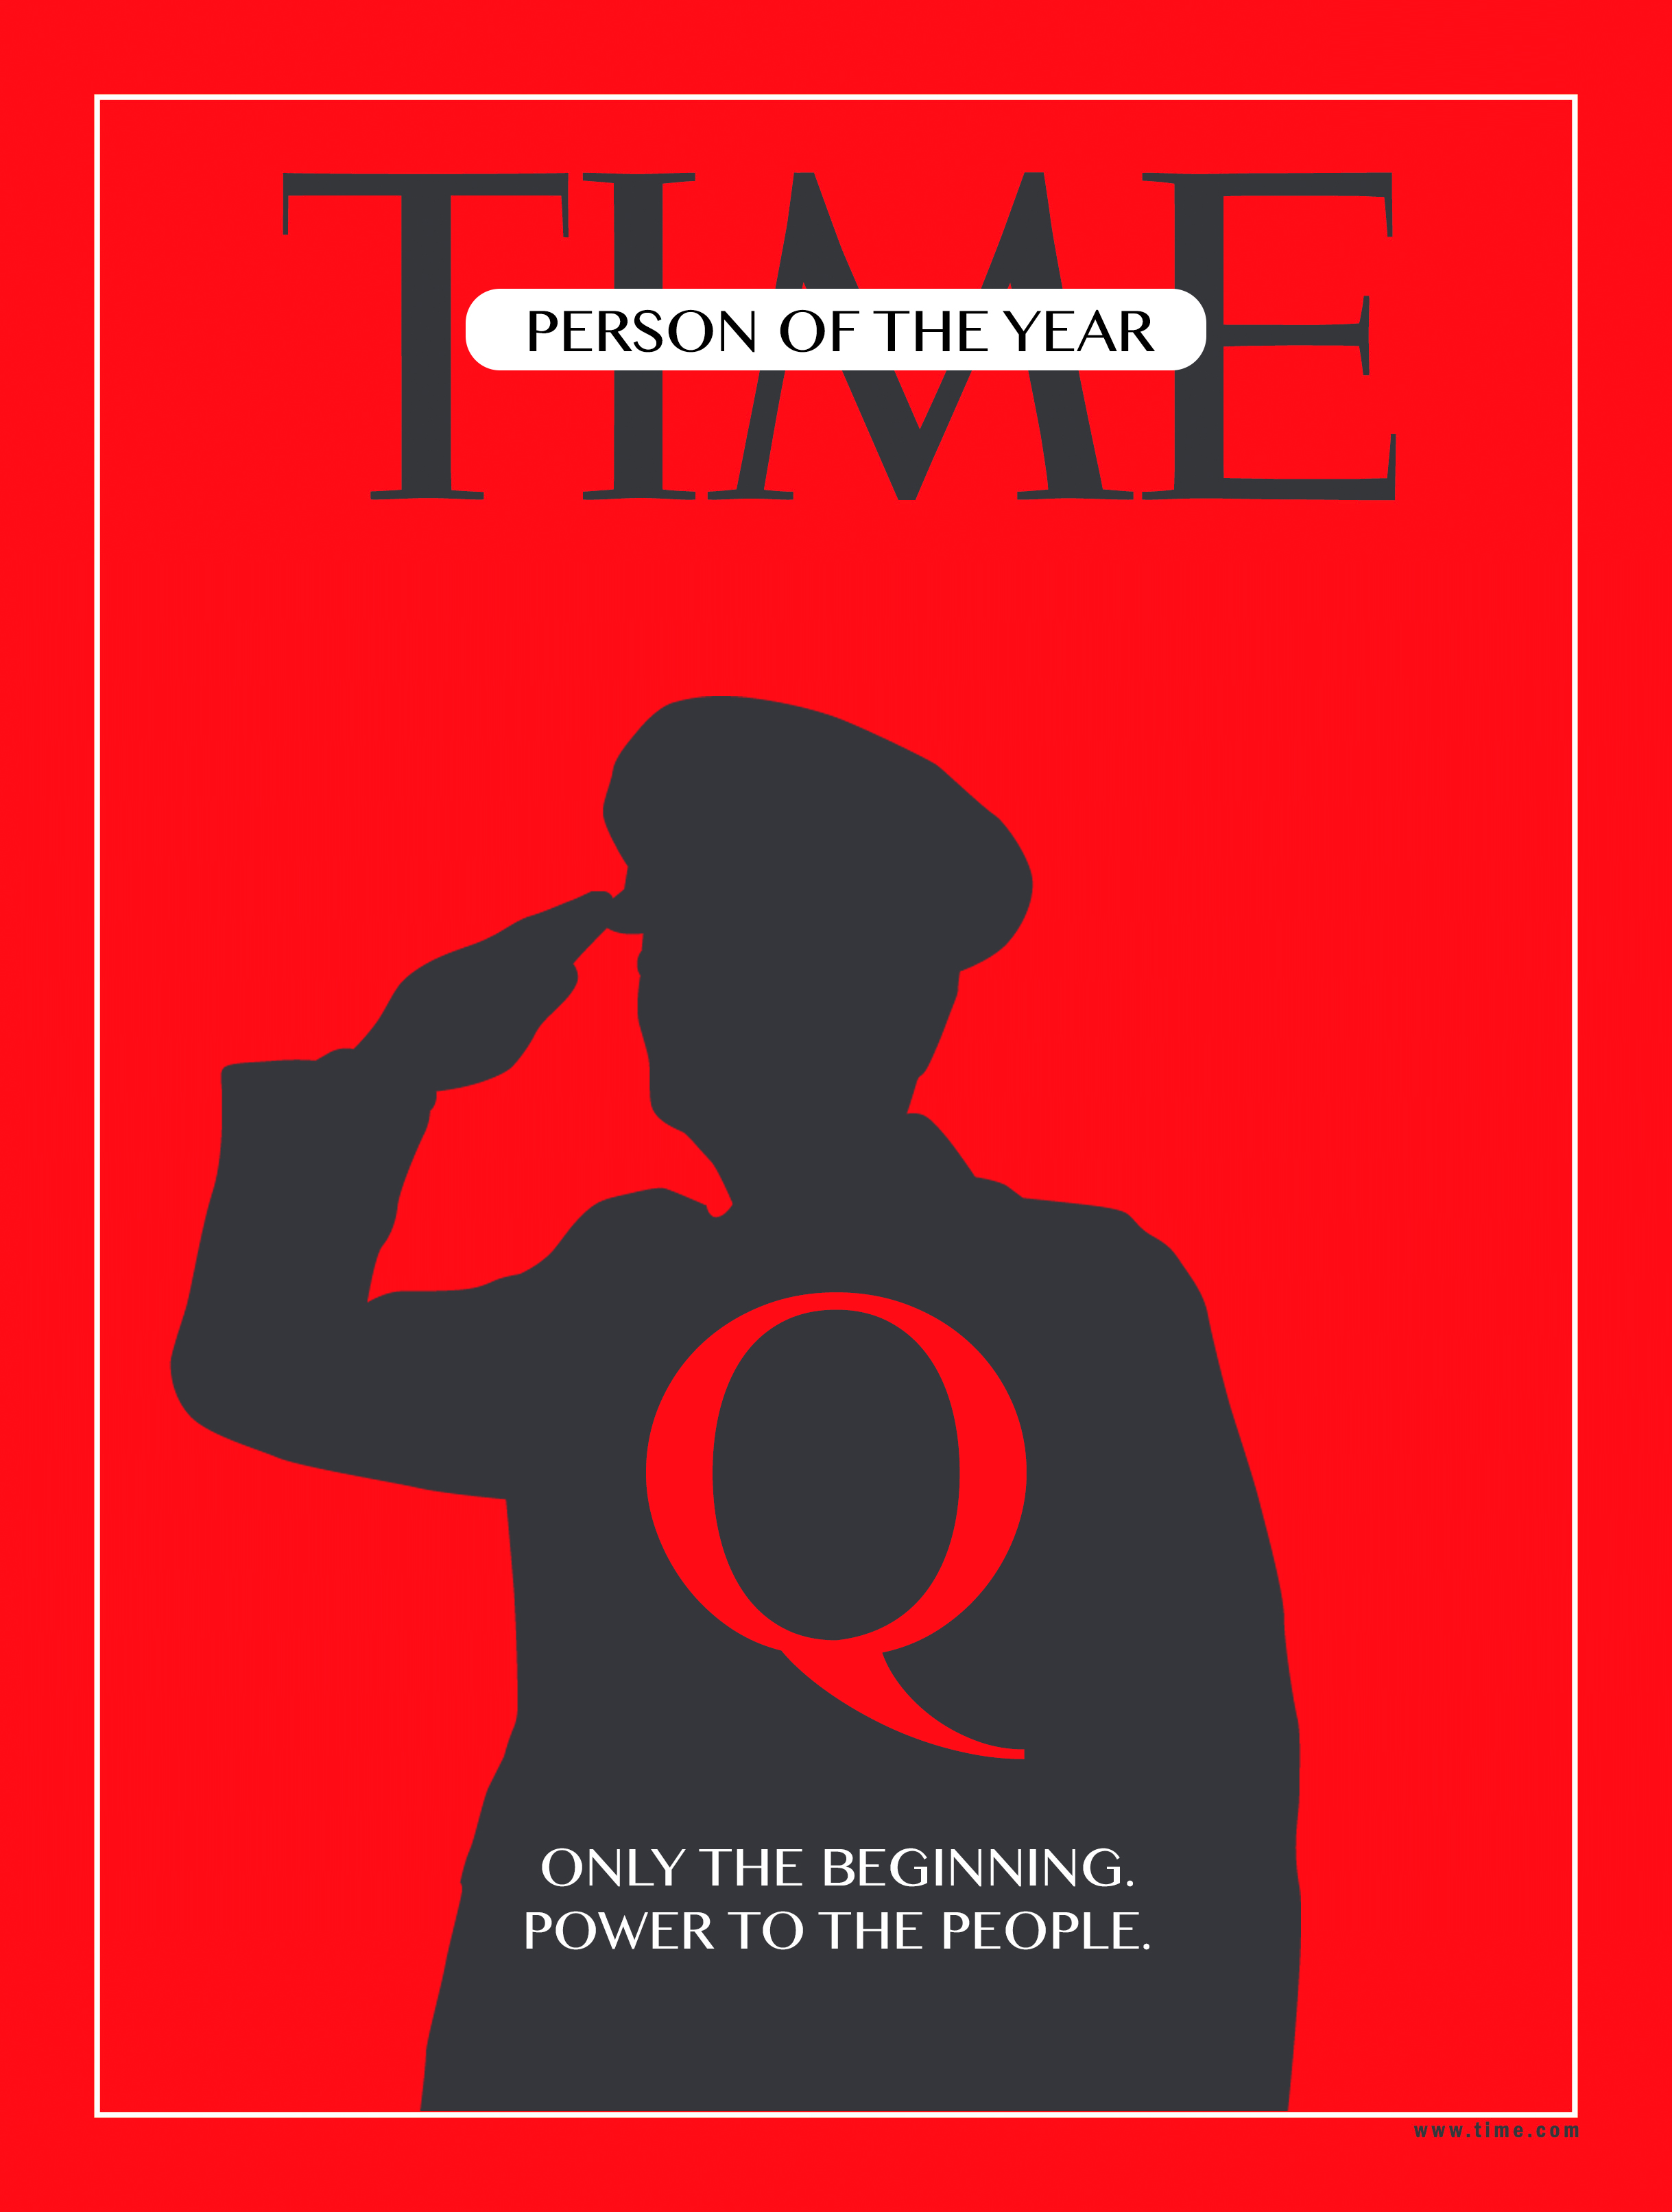 TIME
PERSON OF THE YEAR
Q
ONLY THE BEGINNING.
POWER TO THE PEOPLE.
www.time.com